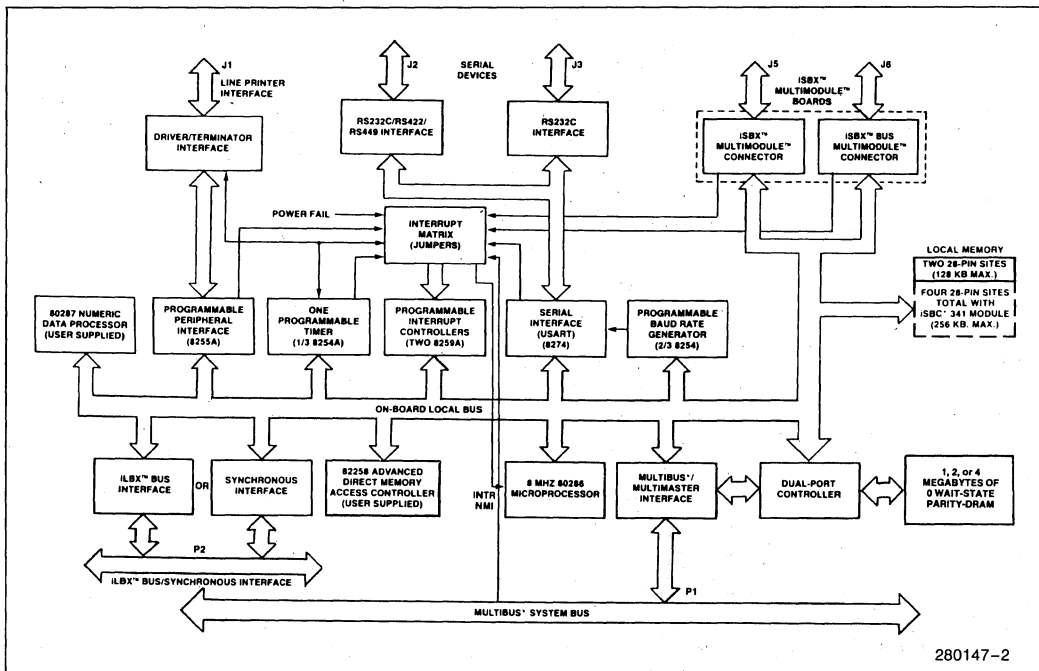 J1
LINE PRINTER
INTERFACE
J2
SERIAL
DEVICES
J3
J5
J6
iSBX™
MULTIMODULE™
BOARDS
DRIVER/TERMINATOR
INTERFACE
RS232C/RS422/
RS449 INTERFACE
RS232C
INTERFACE
iSBX™
MULTIMODULE™
CONNECTOR
iSBX™ BUS
MULTIMODULE™
CONNECTOR
POWER FAIL
INTERRUPT
MATRIX
(JUMPERS)
LOCAL MEMORY
TWO 28-PIN SITES
(128 KB MAX.)
FOUR 28-PIN SITES
TOTAL WITH
iSBC* 341 MODULE
(256 KB. MAX.)
80287 NUMERIC
DATA PROCESSOR
(USER SUPPLIED)
PROGRAMMABLE
PERIPHERAL
INTERFACE
(8255A)
ONE
PROGRAMMABLE
TIMER
(1/3 8254A)
PROGRAMMABLE
INTERRUPT
CONTROLLERS
(TWO 8259A)
SERIAL
INTERFACE
(USART)
(8274)
PROGRAMMABLE
BAUD RATE
GENERATOR
(2/3 8254)
ON-BOARD LOCAL BUS
iLBX™ BUS
INTERFACE
OR
SYNCHRONOUS
INTERFACE
82258 ADVANCED
DIRECT MEMORY
ACCESS CONTROLLER
(USER SUPPLIED)
INTR
NMI
8 MHZ 80286
MICROPROCESSOR
MULTIBUS*/
MULTIMASTER
INTERFACE
DUAL-PORT
CONTROLLER
1, 2, or 4
MEGABYTES OF
0 WAIT-STATE
PARITY-DRAM
P2
iLBX™ BUS/SYNCHRONOUS INTERFACE
P1
MULTIBUS* SYSTEM BUS
280147-2